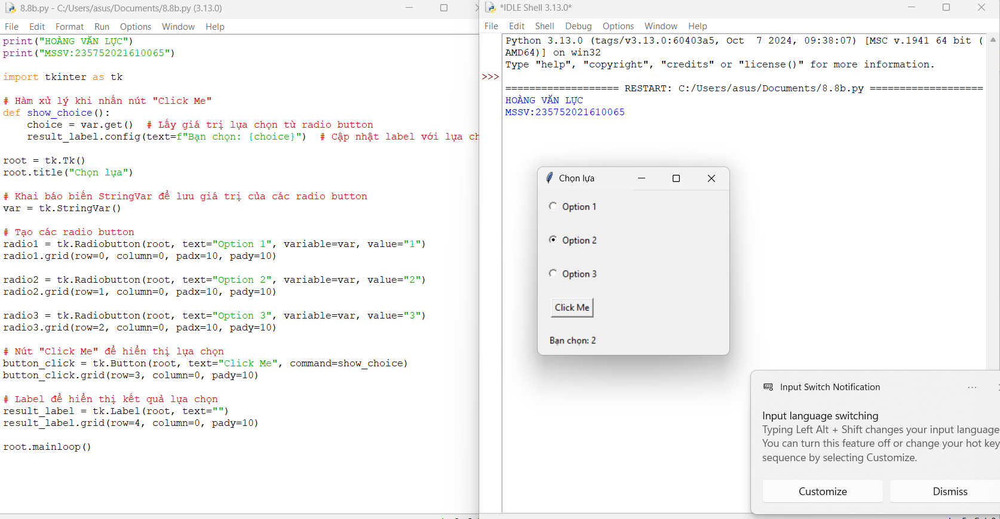 8.8b.py - C:/Users/asus/Documents/8.8b.py (3.13.0)
File Edit Format Run Options Window Help
print("HOÀNG VĂN LỰC")
print("MSSV:235752021610065")
import tkinter as tk
# Hàm xử lý khi nhấn nút "Click Me"
def show_choice():
    choice = var.get()  # Lấy giá trị lựa chọn từ radio button
    result_label.config(text=f"Bạn chọn: {choice}")  # Cập nhật label với lựa ch
root = tk.Tk()
root.title("Chọn lựa")
# Khai báo biến StringVar để lưu giá trị của các radio button
var = tk.StringVar()
# Tạo các radio button
radio1 = tk.Radiobutton(root, text="Option 1", variable=var, value="1")
radio1.grid(row=0, column=0, padx=10, pady=10)
radio2 = tk.Radiobutton(root, text="Option 2", variable=var, value="2")
radio2.grid(row=1, column=0, padx=10, pady=10)
radio3 = tk.Radiobutton(root, text="Option 3", variable=var, value="3")
radio3.grid(row=2, column=0, padx=10, pady=10)
# Nút "Click Me" để hiển thị lựa chọn
button_click = tk.Button(root, text="Click Me", command=show_choice)
button_click.grid(row=3, column=0, pady=10)
# Label để hiển thị kết quả lựa chọn
result_label = tk.Label(root, text="")
result_label.grid(row=4, column=0, pady=10)
root.mainloop()
*IDLE Shell 3.13.0*
File Edit Shell Debug Options Window Help
Python 3.13.0 (tags/v3.13.0:60403a5, Oct  7 2024, 09:38:07) [MSC v.1941 64 bit (
AMD64)] on win32
Type "help", "copyright", "credits" or "license()" for more information.
>>>
=================== RESTART: C:/Users/asus/Documents/8.8b.py ===================
HOÀNG VĂN LỰC
MSSV:235752021610065
Chọn lựa
Option 1
Option 2
Option 3
Click Me
Bạn chọn: 2
Input Switch Notification
Input language switching
Typing Left Alt + Shift changes your input language
You can turn this feature off or change your hot key
sequence by selecting Customize.
Customize Dismiss